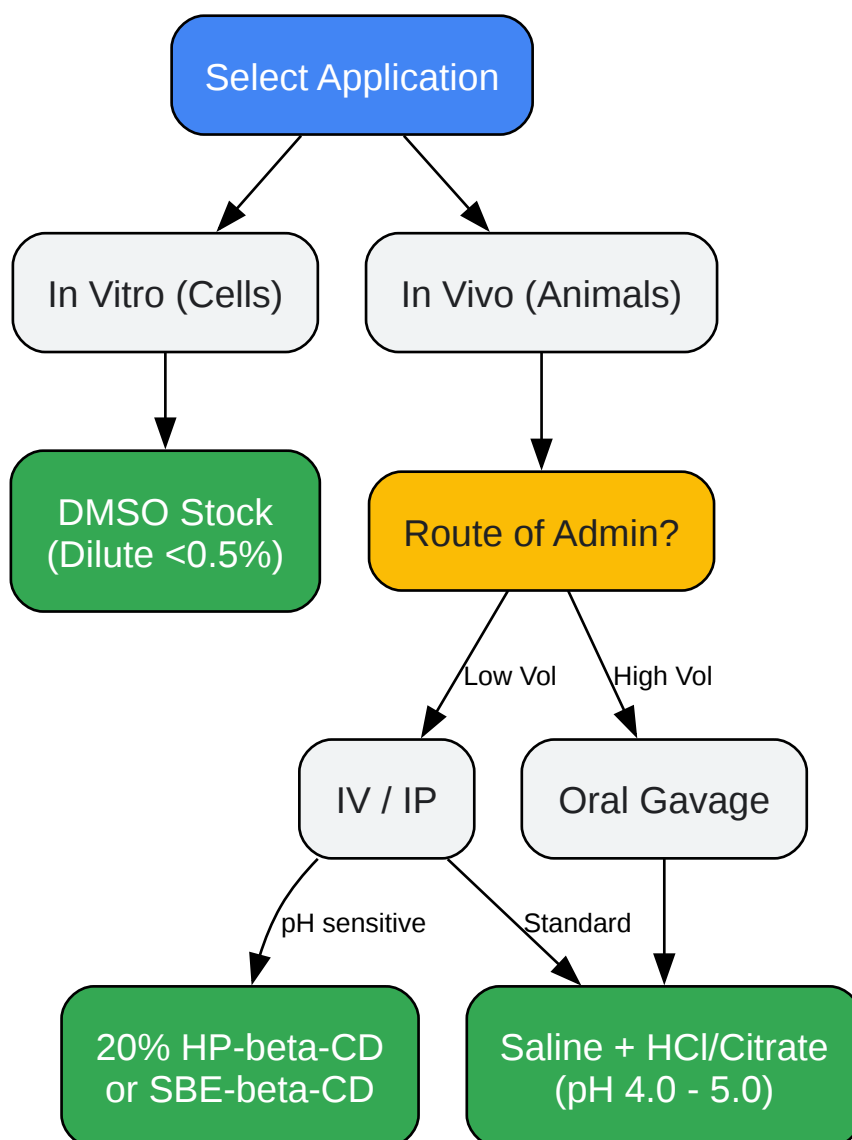 Select Application
In Vitro (Cells)
In Vivo (Animals)
DMSO Stock
(Dilute <0.5%)
Route of Admin?
Low Vol
High Vol
IV / IP
Oral Gavage
pH sensitive
Standard
20% HP-beta-CD
or SBE-beta-CD
Saline + HCl/Citrate
(pH 4.0 - 5.0)